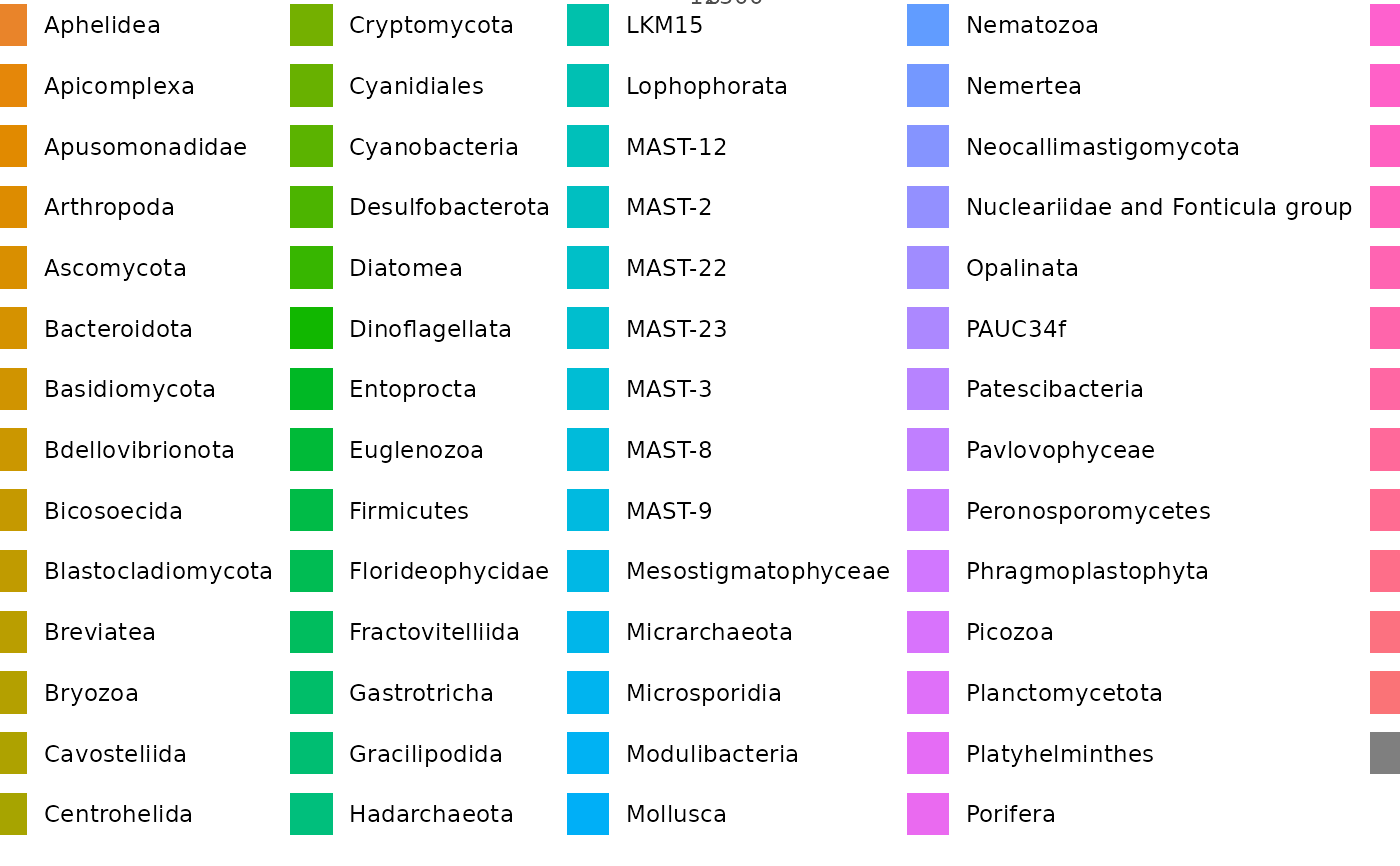 Aphelidea
Apicomplexa
Apusomonadidae
Arthropoda
Ascomycota
Bacteroidota
Basidiomycota
Bdellovibrionota
Bicosoecida
Blastocladiomycota
Breviatea
Bryozoa
Cavosteliida
Centrohelida
Cryptomycota
Cyanidiales
Cyanobacteria
Desulfobacterota
Diatomea
Dinoflagellata
Entoprocta
Euglenozoa
Firmicutes
Florideophycidae
Fractovitelliida
Gastrotricha
Gracilipodida
Hadarchaeota
LKM15
Lophophorata
MAST-12
MAST-2
MAST-22
MAST-23
MAST-3
MAST-8
MAST-9
Mesostigmatophyceae
Micrarchaeota
Microsporidia
Modulibacteria
Mollusca
Nematozoa
Nemertea
Neocallimastigomycota
Nucleariidae and Fonticula group
Opalinata
PAUC34f
Patescibacteria
Pavlovophyceae
Peronosporomycetes
Phragmoplastophyta
Picozoa
Planctomycetota
Platyhelminthes
Porifera